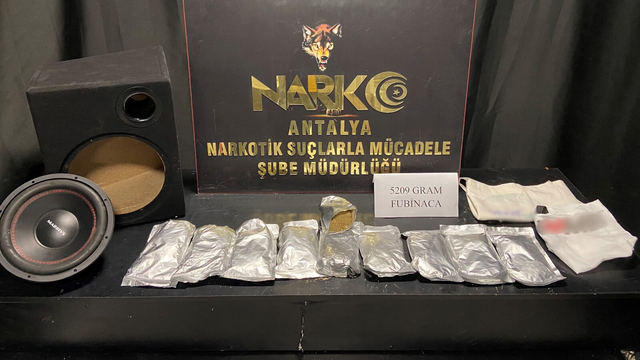 NARKO
ANTALYA
NARKOTİK SUÇLARLA MÜCADELE
ŞUBE MÜDÜRLÜĞÜ
5209 GRAM
FUBİNACA